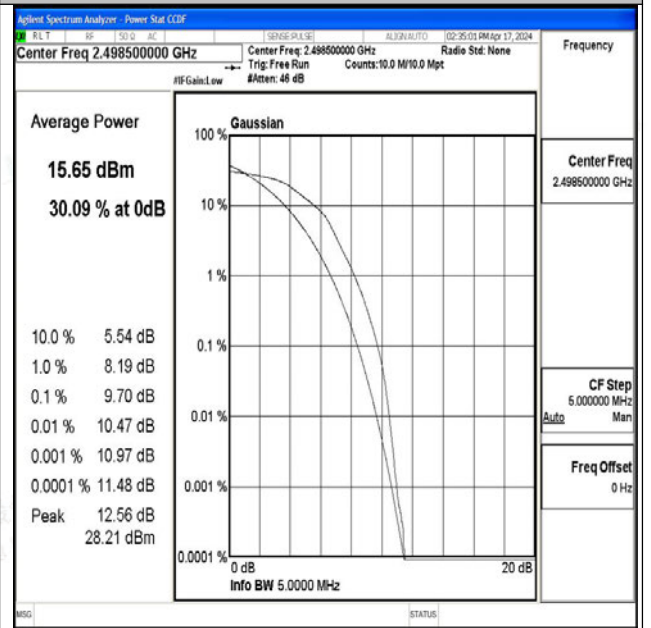 Agilent Spectrum Analyzer - Power Stat CCDF
RLT RF 50 Ω AC SENSE:PULSE ALIGN AUTO 02:35:01 PM Apr 17, 2024
Center Freq 2.498500000 GHz
Center Freq: 2.498500000 GHz Radio Std: None
Trig: Free Run Counts:10.0 M/10.0 Mpt
#IFGain:Low #Atten: 46 dB
Frequency
Average Power
15.65 dBm
30.09 % at 0dB
10.0 % 5.54 dB
1.0 % 8.19 dB
0.1 % 9.70 dB
0.01 % 10.47 dB
0.001 % 10.97 dB
0.0001 % 11.48 dB
Peak 12.56 dB
28.21 dBm
Gaussian
100 %
10 %
1 %
0.1 %
0.01 %
0.001 %
0.0001 %
0 dB 20 dB
Info BW 5.0000 MHz
Center Freq
2.498500000 GHz
CF Step
5.000000 MHz
Auto Man
Freq Offset
0 Hz
MSG STATUS